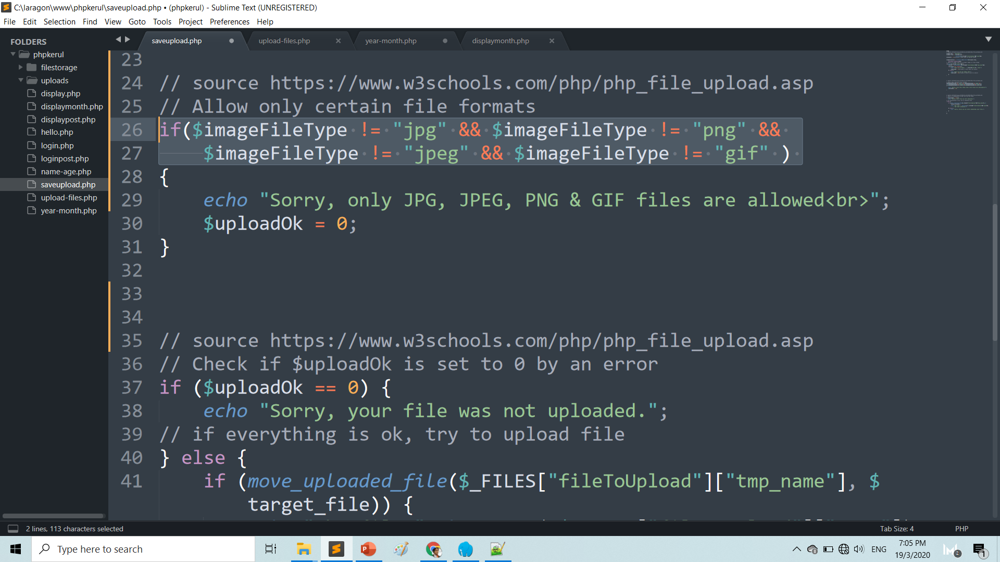 C:\laragon\www\phpkerul\saveupload.php • (phpkerul) - Sublime Text (UNREGISTERED)
File Edit Selection Find View Goto Tools Project Preferences Help
FOLDERS
phpkerul
filestorage
uploads
display.php
displaymonth.php
displaypost.php
hello.php
login.php
loginpost.php
name-age.php
saveupload.php
upload-files.php
year-month.php
saveupload.php upload-files.php year-month.php displaymonth.php
23
24 // source https://www.w3schools.com/php/php_file_upload.asp
25 // Allow only certain file formats
26 if($imageFileType != "jpg" && $imageFileType != "png" &&
27 $imageFileType != "jpeg" && $imageFileType != "gif" )
28 {
29 echo "Sorry, only JPG, JPEG, PNG & GIF files are allowed<br>";
30 $uploadOk = 0;
31 }
32
33
34
35 // source https://www.w3schools.com/php/php_file_upload.asp
36 // Check if $uploadOk is set to 0 by an error
37 if ($uploadOk == 0) {
38 echo "Sorry, your file was not uploaded.";
39 // if everything is ok, try to upload file
40 } else {
41 if (move_uploaded_file($_FILES["fileToUpload"]["tmp_name"], $
target_file)) {
2 lines, 113 characters selected
Tab Size: 4 PHP
Type here to search
ENG
7:05 PM
19/3/2020
2
1